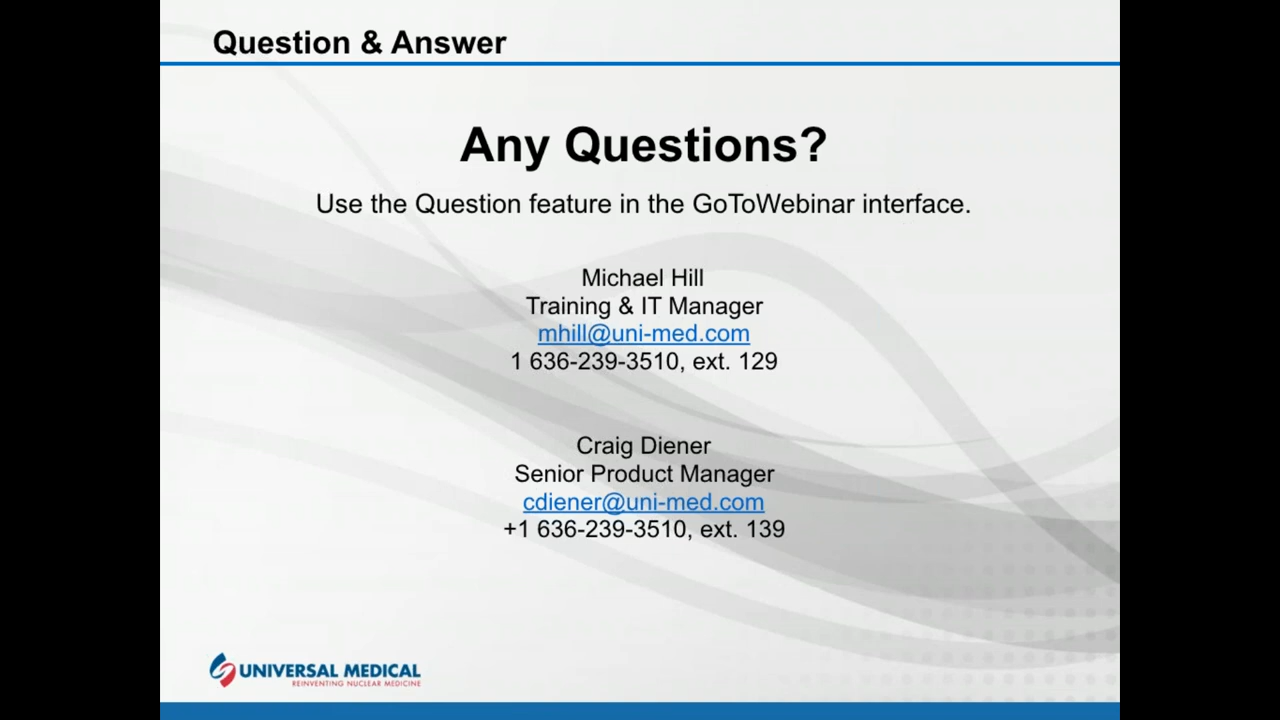 Question & Answer
Any Questions?
Use the Question feature in the GoToWebinar interface.
Michael Hill
Training & IT Manager
mhill@uni-med.com
1 636-239-3510, ext. 129
Craig Diener
Senior Product Manager
cdiener@uni-med.com
+1 636-239-3510, ext. 139
UNIVERSAL MEDICAL
REINVENTING NUCLEAR MEDICINE